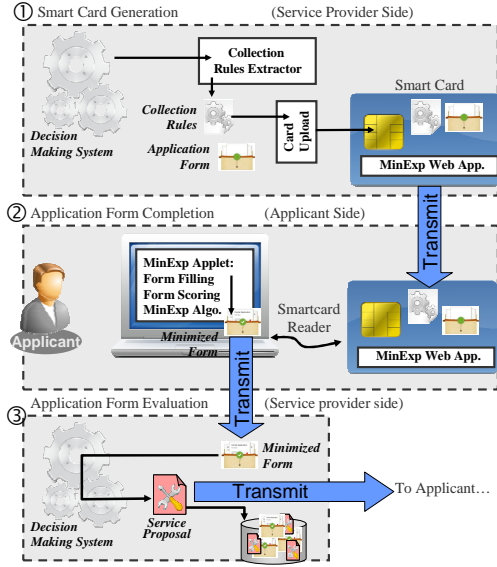 ① Smart Card Generation (Service Provider Side)
Collection
Rules Extractor
Smart Card
Decision
Making System
Collection
Rules
Application
Form
Card
Upload
MinExp Web App.
Transmit
② Application Form Completion (Applicant Side)
MinExp Applet:
Form Filling
Form Scoring
MinExp Algo.
Minimized
Form
Smartcard
Reader
MinExp Web App.
Applicant
Transmit
③ Application Form Evaluation (Service provider side)
Minimized
Form
Decision
Making System
Service
Proposal
Transmit
To Applicant…